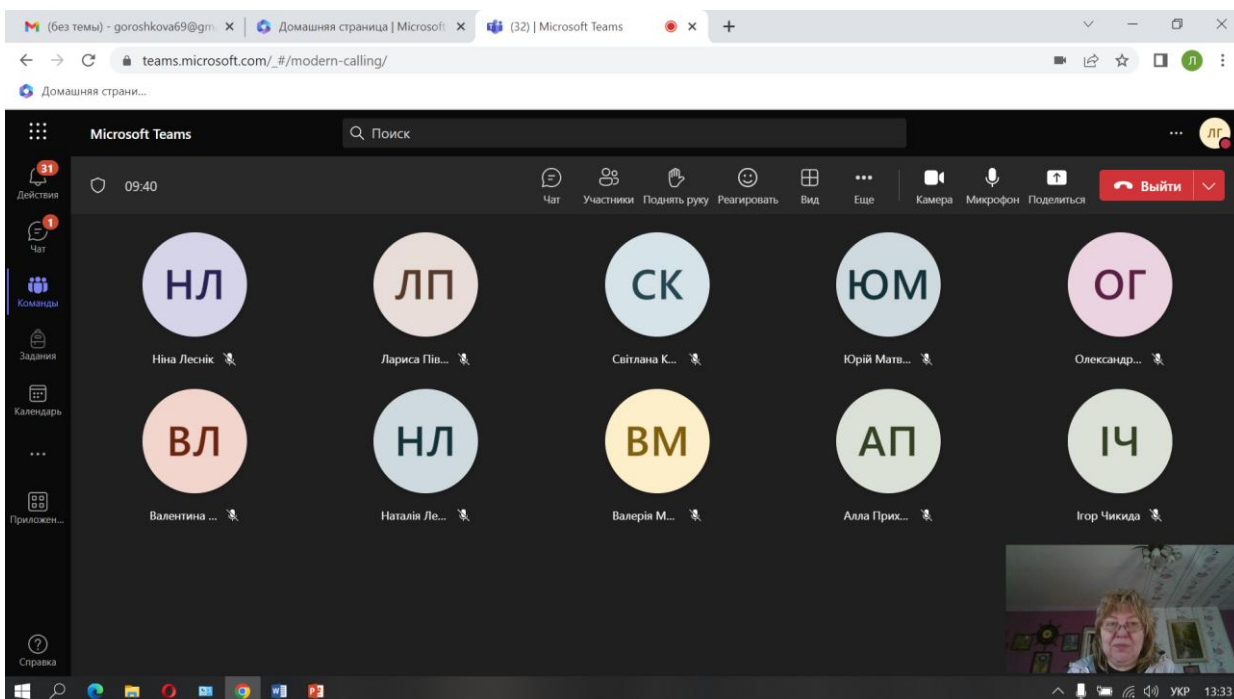 (без темы) - goroshkova69@gm
Домашняя страница | Microsoft
(32) | Microsoft Teams
teams.microsoft.com/_#/modern-calling/
Л
Домашняя страни...
Microsoft Teams
Поиск
ЛГ
31
Действия
09:40
Чат
Участники
Поднять руку
Реагировать
Вид
Еще
Камера
Микрофон
Поделиться
Выйти
1
Чат
Команды
Задания
Календарь
Приложен...
Справка
НЛ
ЛП
СК
ЮМ
ОГ
Ніна Леснік
Лариса Пів...
Світлана К...
Юрій Матв...
Олександр...
ВЛ
НЛ
ВМ
АП
ІЧ
Валентина ...
Наталія Ле...
Валерія М...
Алла Прих...
Ігор Чикида
УКР
13:33